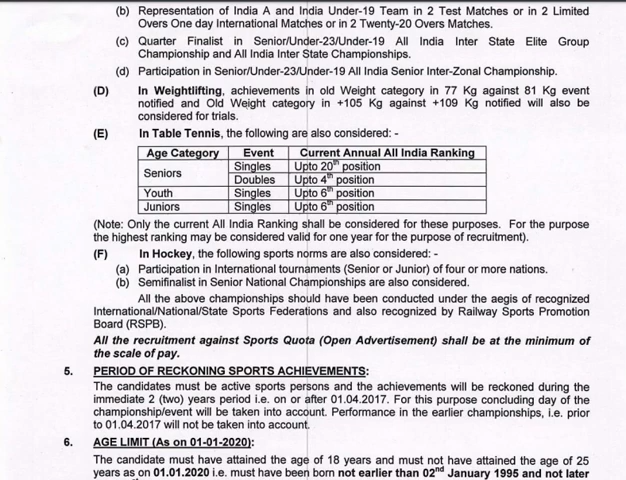 (b) Representation of India A and India Under-19 Team in 2 Test Matches or in 2 Limited
Overs One day International Matches or in 2 Twenty-20 Overs Matches.
(c) Quarter Finalist in Senior/Under-23/Under-19 All India Inter State Elite Group
Championship and All India Inter State Championships.
(d) Participation in Senior/Under-23/Under-19 All India Senior Inter-Zonal Championship.
(D) In Weightlifting, achievements in old Weight category in 77 Kg against 81 Kg event
notified and Old Weight category in +105 Kg against +109 Kg notified will also be
considered for trials.
(E) In Table Tennis, the following are also considered: -
Age Category Event Current Annual All India Ranking
Seniors Singles Upto 20th position
Doubles Upto 4th position
Youth Singles Upto 6th position
Juniors Singles Upto 6th position
(Note: Only the current All India Ranking shall be considered for these purposes. For the purpose
the highest ranking may be considered valid for one year for the purpose of recruitment).
(F) In Hockey, the following sports norms are also considered: -
(a) Participation in International tournaments (Senior or Junior) of four or more nations.
(b) Semifinalist in Senior National Championships are also considered.
All the above championships should have been conducted under the aegis of recognized
International/National/State Sports Federations and also recognized by Railway Sports Promotion
Board (RSPB).
All the recruitment against Sports Quota (Open Advertisement) shall be at the minimum of
the scale of pay.
5. PERIOD OF RECKONING SPORTS ACHIEVEMENTS:
The candidates must be active sports persons and the achievements will be reckoned during the
immediate 2 (two) years period i.e. on or after 01.04.2017. For this purpose concluding day of the
championship/event will be taken into account. Performance in the earlier championships, i.e. prior
to 01.04.2017 will not be taken into account.
6. AGE LIMIT (As on 01-01-2020):
The candidate must have attained the age of 18 years and must not have attained the age of 25
years as on 01.01.2020 i.e. must have been born not earlier than 02nd January 1995 and not later